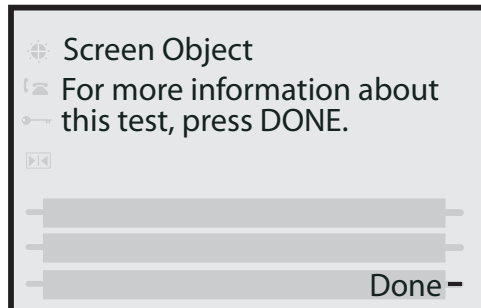 Screen Object
For more information about
this test, press DONE.
Done